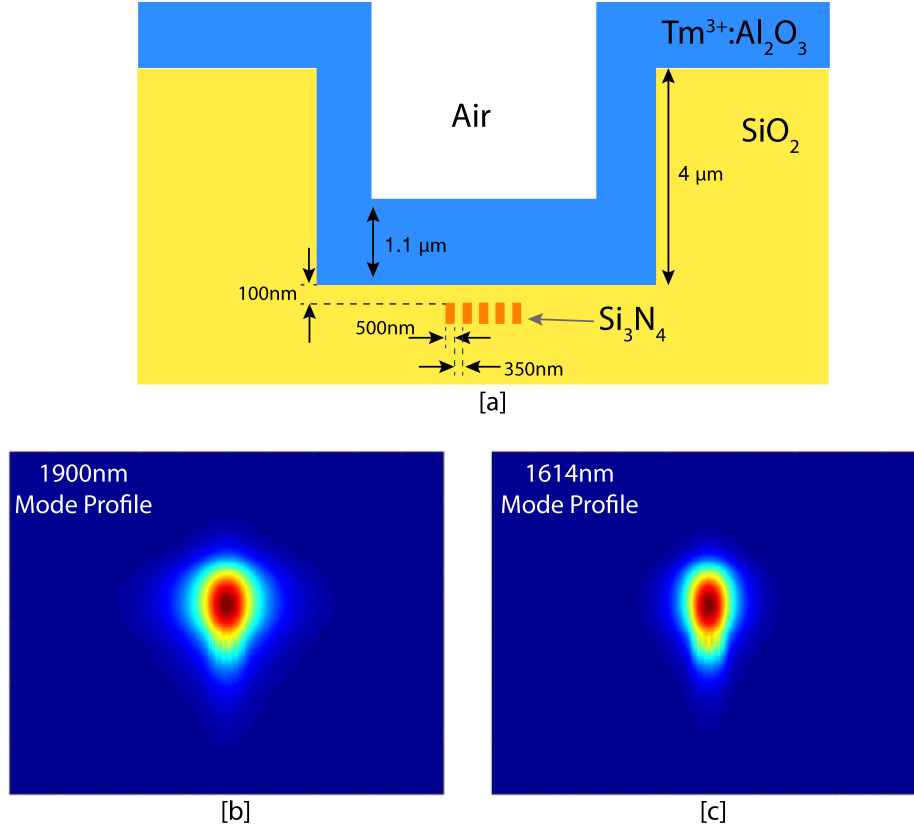 Tm³⁺:Al₂O₃
Air
SiO₂
4 μm
1.1 μm
100nm
Si₃N₄
500nm
350nm
[a]
1900nm
Mode Profile
1614nm
Mode Profile
[b]
[c]